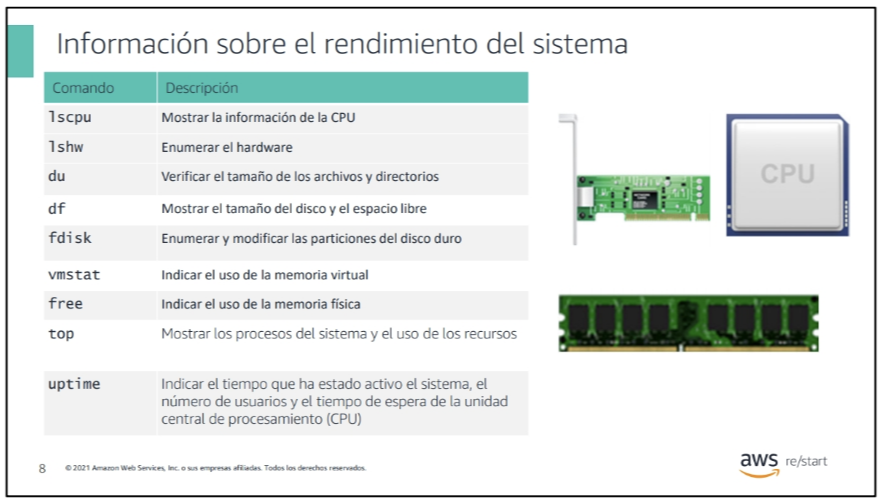 Información sobre el rendimiento del sistema
Comando Descripción
lscpu Mostrar la información de la CPU
lshw Enumerar el hardware
du Verificar el tamaño de los archivos y directorios
df Mostrar el tamaño del disco y el espacio libre
fdisk Enumerar y modificar las particiones del disco duro
vmstat Indicar el uso de la memoria virtual
free Indicar el uso de la memoria física
top Mostrar los procesos del sistema y el uso de los recursos
uptime Indicar el tiempo que ha estado activo el sistema, el
número de usuarios y el tiempo de espera de la unidad
central de procesamiento (CPU)
CPU
8 © 2021 Amazon Web Services, Inc. o sus empresas afiliadas. Todos los derechos reservados.
aws re/start